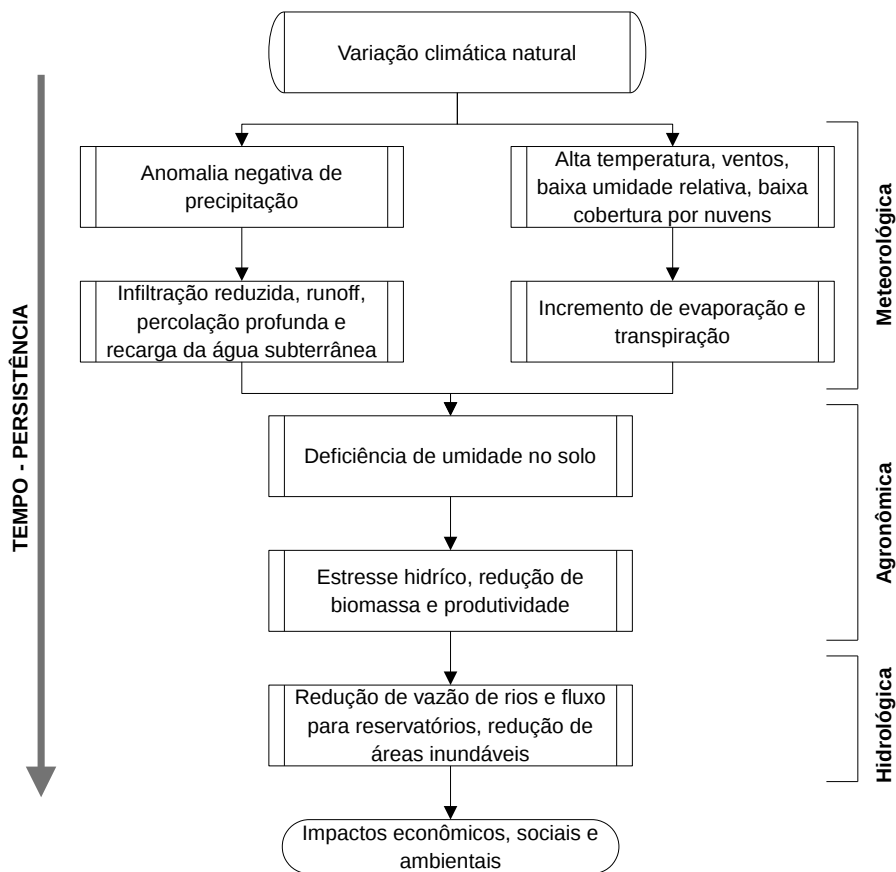 Variação climática natural
Anomalia negativa de
precipitação
Alta temperatura, ventos,
baixa umidade relativa, baixa
cobertura por nuvens
Infiltração reduzida, runoff,
percolação profunda e
recarga da água subterrânea
Incremento de evaporação e
transpiração
Meteorológica
TEMPO - PERSISTÊNCIA
Deficiência de umidade no solo
Estresse hidríco, redução de
biomassa e produtividade
Agronômica
Redução de vazão de rios e fluxo
para reservatórios, redução de
áreas inundáveis
Hidrológica
Impactos econômicos, sociais e
ambientais